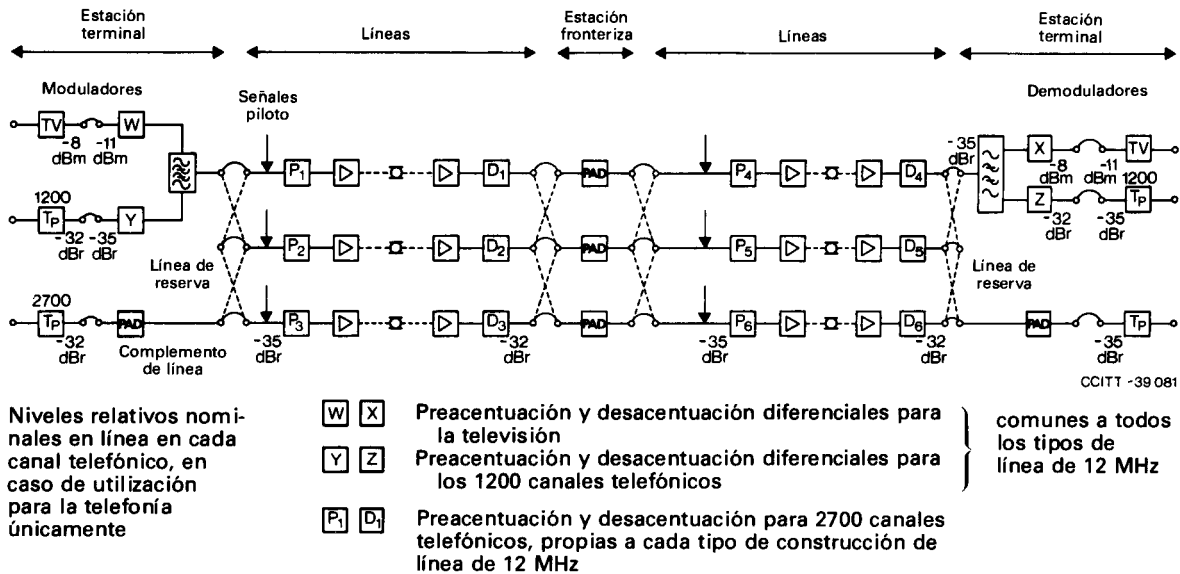 Estación
terminal
Líneas
Estación
fronteriza
Líneas
Estación
terminal
Moduladores
Señales
piloto
Demoduladores
TV
-8
dBm
-11
dBm
W
1200
TP
-32
dBr
-35
dBr
Y
Línea de
reserva
2700
TP
-32
dBr
PAD
Complemento
de línea
-35
dBr
P1
D1
PAD
P4
D4
P2
D2
PAD
P5
D5
P3
D3
-32
dBr
PAD
-35
dBr
P6
D6
-32
dBr
-35
dBr
X
-8
dBm
-11
dBm
TV
Z
-32
dBr
-35
dBr
1200
TP
Línea de
reserva
PAD
-35
dBr
TP
CCITT -39 081
Niveles relativos nomi-
nales en línea en cada
canal telefónico, en
caso de utilización
para la telefonía
únicamente
W X Preacentuación y desacentuación diferenciales para
la televisión
Y Z Preacentuación y desacentuación diferenciales para
los 1200 canales telefónicos
comunes a todos
los tipos de
línea de 12 MHz
P1 D1 Preacentuación y desacentuación para 2700 canales
telefónicos, propias a cada tipo de construcción de
línea de 12 MHz